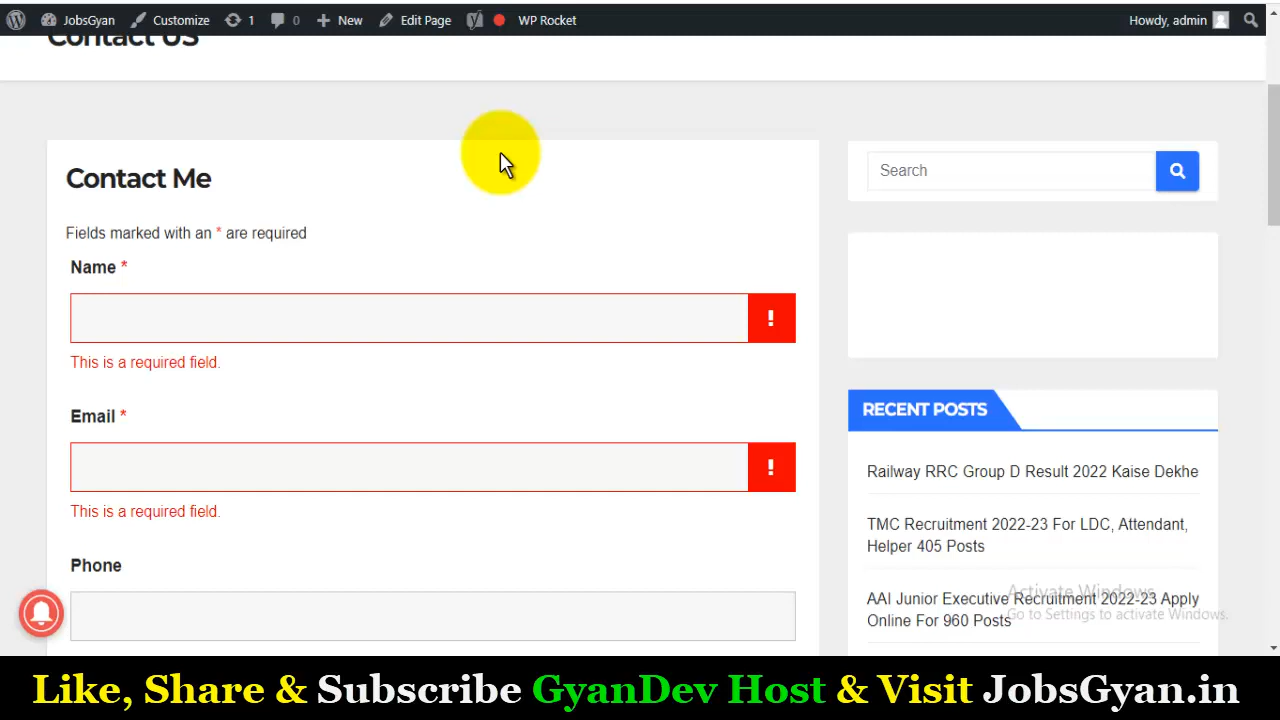 JobsGyan Customize 1 0 New Edit Page WP Rocket Howdy, admin
Contact US
Contact Me
Fields marked with an * are required
Name *
This is a required field.
Email *
This is a required field.
Phone
Search
RECENT POSTS
Railway RRC Group D Result 2022 Kaise Dekhe
TMC Recruitment 2022-23 For LDC, Attendant,
Helper 405 Posts
AAI Junior Executive Recruitment 2022-23 Apply
Online For 960 Posts
Activate Windows
Go to Settings to activate Windows.
Like, Share & Subscribe GyanDev Host & Visit JobsGyan.in